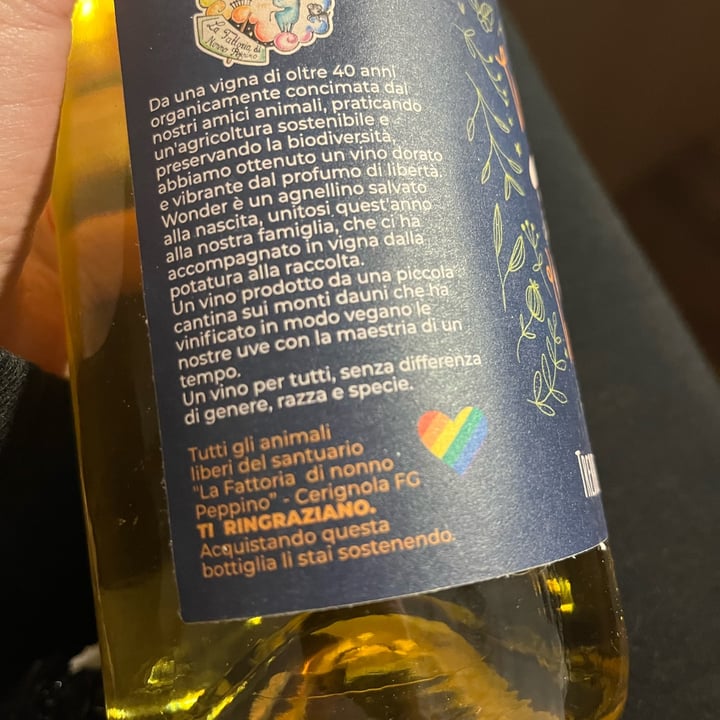 La Fattoria di
Nonno Peppino
Da una vigna di oltre 40 anni
organicamente concimata dai
nostri amici animali, praticando
un'agricoltura sostenibile e
preservando la biodiversità,
abbiamo ottenuto un vino dorato
e vibrante dal profumo di libertà.
Wonder è un agnellino salvato
alla nascita, unitosi quest'anno
alla nostra famiglia, che ci ha
accompagnato in vigna dalla
potatura alla raccolta.
Un vino prodotto da una piccola
cantina sui monti dauni che ha
vinificato in modo vegano le
nostre uve con la maestria di un
tempo.
Un vino per tutti, senza differenza
di genere, razza e specie.
Tutti gli animali
liberi del santuario
"La Fattoria di nonno
Peppino" - Cerignola FG
TI RINGRAZIANO.
Acquistando questa
bottiglia li stai sostenendo.